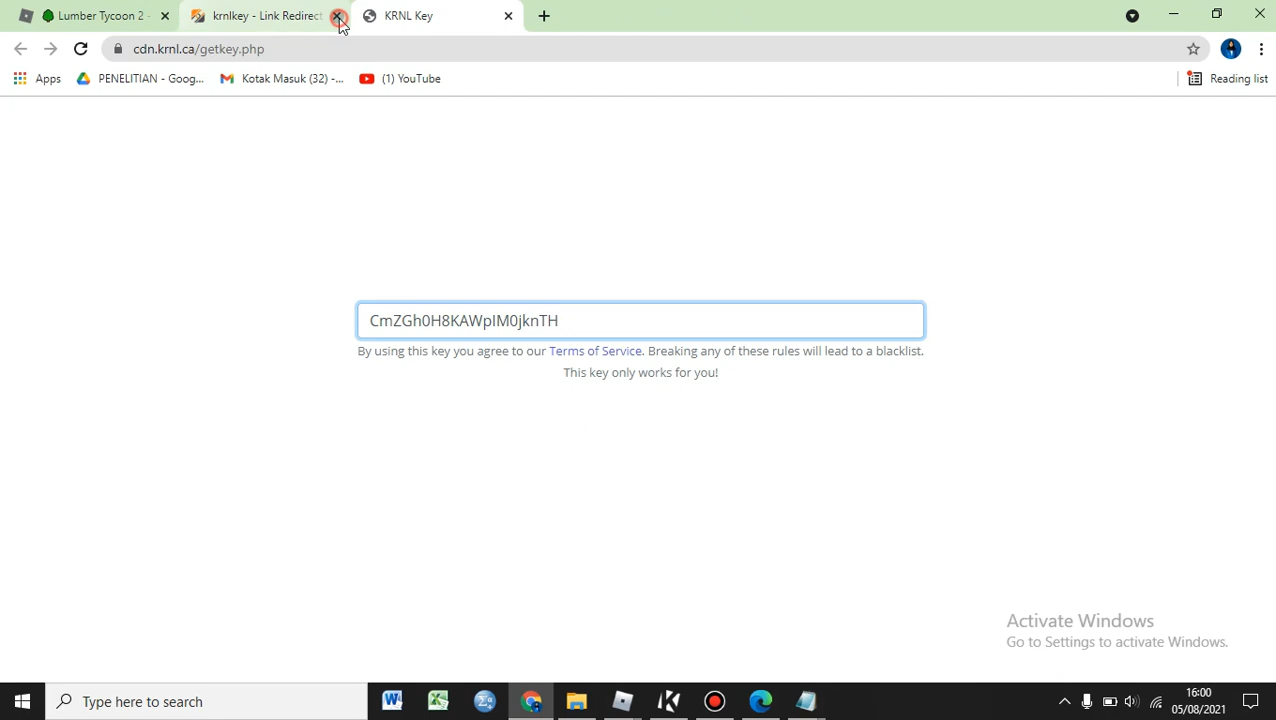 Lumber Tycoon 2 -
krnlkey - Link Redirect
KRNL Key
cdn.krnl.ca/getkey.php
Apps
PENELITIAN - Goog...
Kotak Masuk (32) -...
(1) YouTube
Reading list
CmZGh0H8KAWpIM0jknTH
By using this key you agree to our Terms of Service. Breaking any of these rules will lead to a blacklist.
This key only works for you!
Activate Windows
Go to Settings to activate Windows.
Type here to search
16:00
05/08/2021